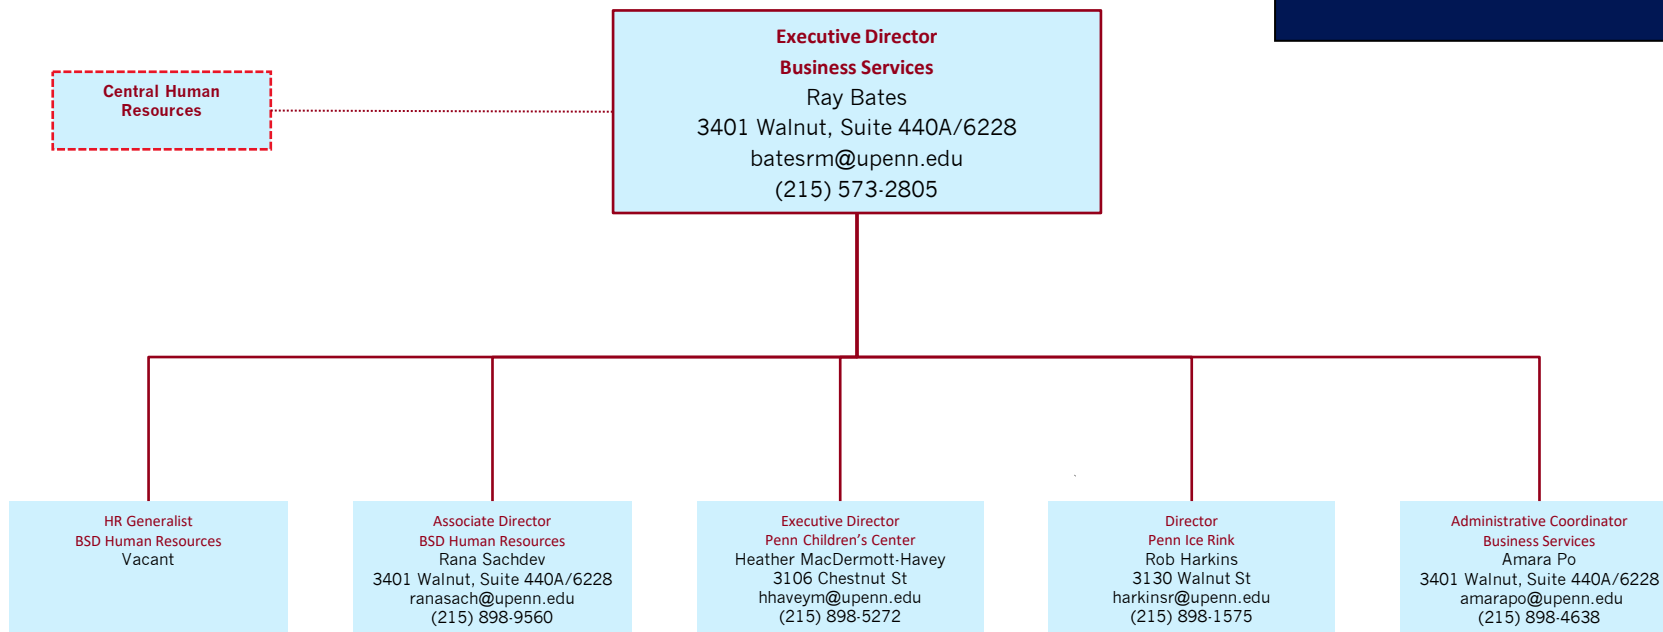 Executive Director
Business Services
Ray Bates
3401 Walnut, Suite 440A/6228
batesrm@upenn.edu
(215) 573-2805
Central Human
Resources
HR Generalist
BSD Human Resources
Vacant
Associate Director
BSD Human Resources
Rana Sachdev
3401 Walnut, Suite 440A/6228
ranasach@upenn.edu
(215) 898-9560
Executive Director
Penn Children’s Center
Heather MacDermott-Havey
3106 Chestnut St
hhaveym@upenn.edu
(215) 898-5272
Director
Penn Ice Rink
Rob Harkins
3130 Walnut St
harkinsr@upenn.edu
(215) 898-1575
Administrative Coordinator
Business Services
Amara Po
3401 Walnut, Suite 440A/6228
amarapo@upenn.edu
(215) 898-4638